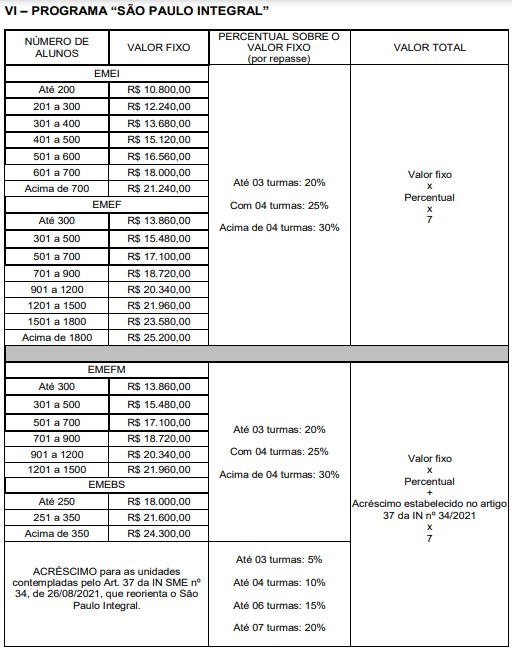 VI – PROGRAMA “SÃO PAULO INTEGRAL”
NÚMERO DE ALUNOS VALOR FIXO PERCENTUAL SOBRE O VALOR FIXO (por repasse) VALOR TOTAL
EMEI
Até 200 R$ 10.800,00
201 a 300 R$ 12.240,00
301 a 400 R$ 13.680,00
401 a 500 R$ 15.120,00
501 a 600 R$ 16.560,00
601 a 700 R$ 18.000,00
Acima de 700 R$ 21.240,00
EMEF
Até 300 R$ 13.860,00
301 a 500 R$ 15.480,00
501 a 700 R$ 17.100,00
701 a 900 R$ 18.720,00
901 a 1200 R$ 20.340,00
1201 a 1500 R$ 21.960,00
1501 a 1800 R$ 23.580,00
Acima de 1800 R$ 25.200,00
Até 03 turmas: 20%
Com 04 turmas: 25%
Acima de 04 turmas: 30%
Valor fixo
x
Percentual
x
7
EMEFM
Até 300 R$ 13.860,00
301 a 500 R$ 15.480,00
501 a 700 R$ 17.100,00
701 a 900 R$ 18.720,00
901 a 1200 R$ 20.340,00
1201 a 1500 R$ 21.960,00
EMEBS
Até 250 R$ 18.000,00
251 a 350 R$ 21.600,00
Acima de 350 R$ 24.300,00
Até 03 turmas: 20%
Com 04 turmas: 25%
Acima de 04 turmas: 30%
Valor fixo
x
Percentual
+
Acréscimo estabelecido no artigo
37 da IN nº 34/2021
x
7
ACRÉSCIMO para as unidades
contempladas pelo Art. 37 da IN SME nº
34, de 26/08/2021, que reorienta o São
Paulo Integral.
Até 03 turmas: 5%
Até 04 turmas: 10%
Até 06 turmas: 15%
Até 07 turmas: 20%